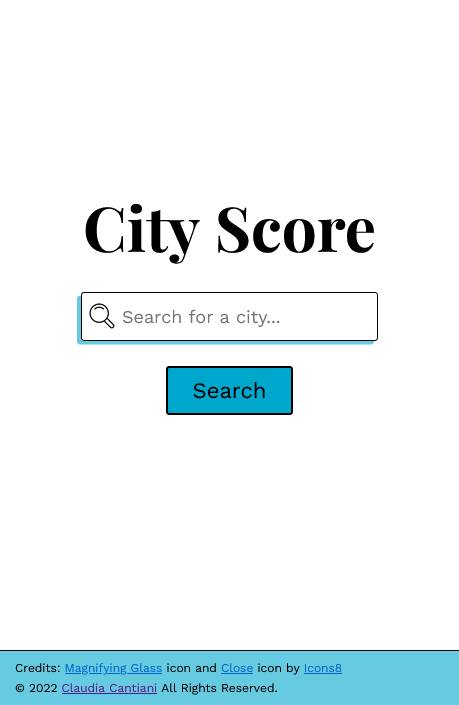 City Score
Search for a city...
Search
Credits: Magnifying Glass icon and Close icon by Icons8
© 2022 Claudia Cantiani All Rights Reserved.